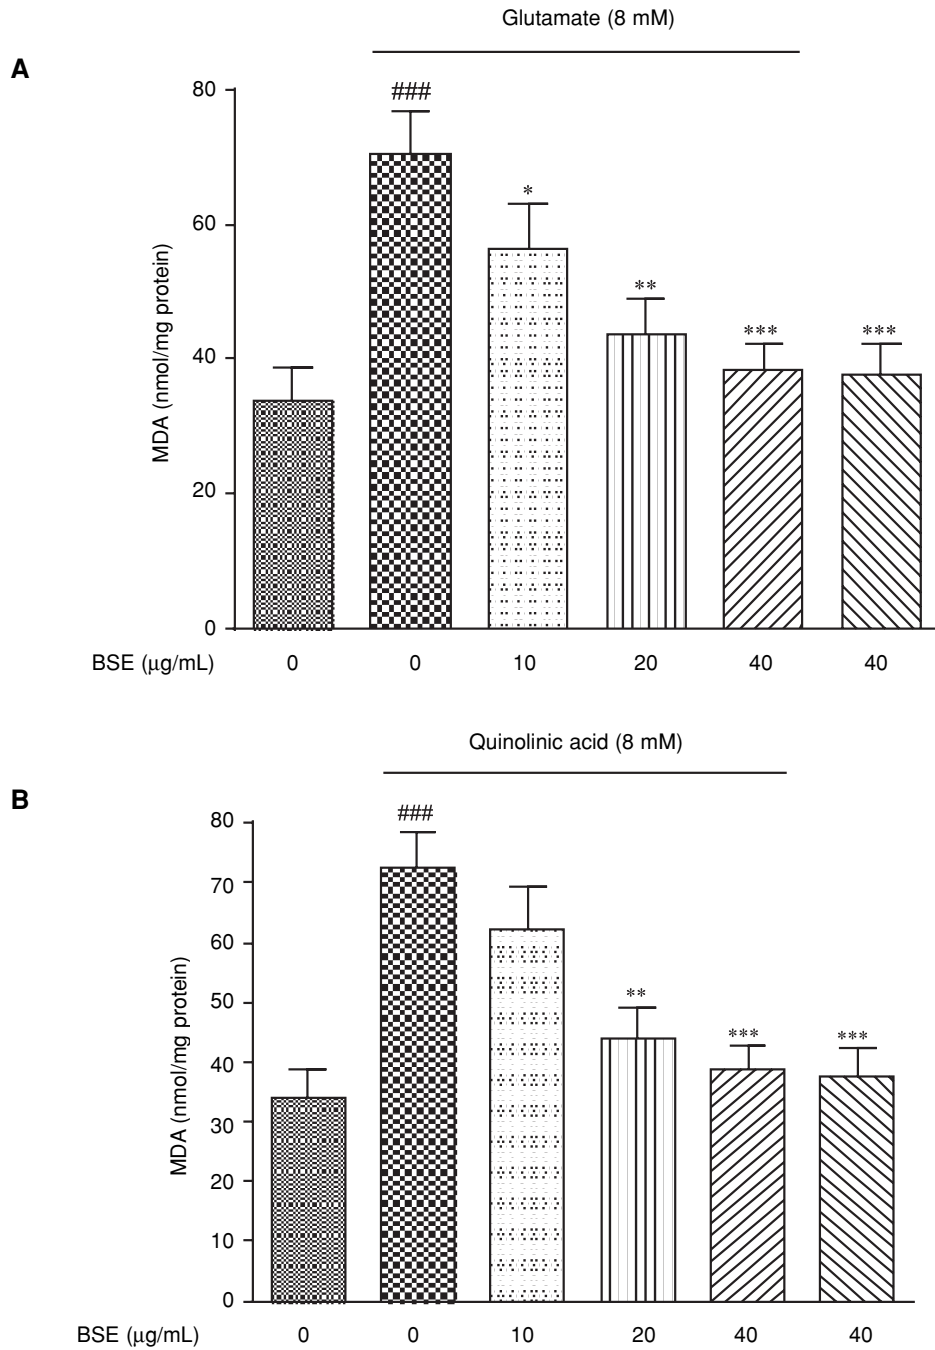 Glutamate (8 mM)
A
80
###
60
*
**
***
***
40
20
0
MDA (nmol/mg protein)
BSE (µg/mL) 0 0 10 20 40 40
Quinolinic acid (8 mM)
B
80
###
70
60
50
**
***
***
40
30
20
10
0
MDA (nmol/mg protein)
BSE (µg/mL) 0 0 10 20 40 40